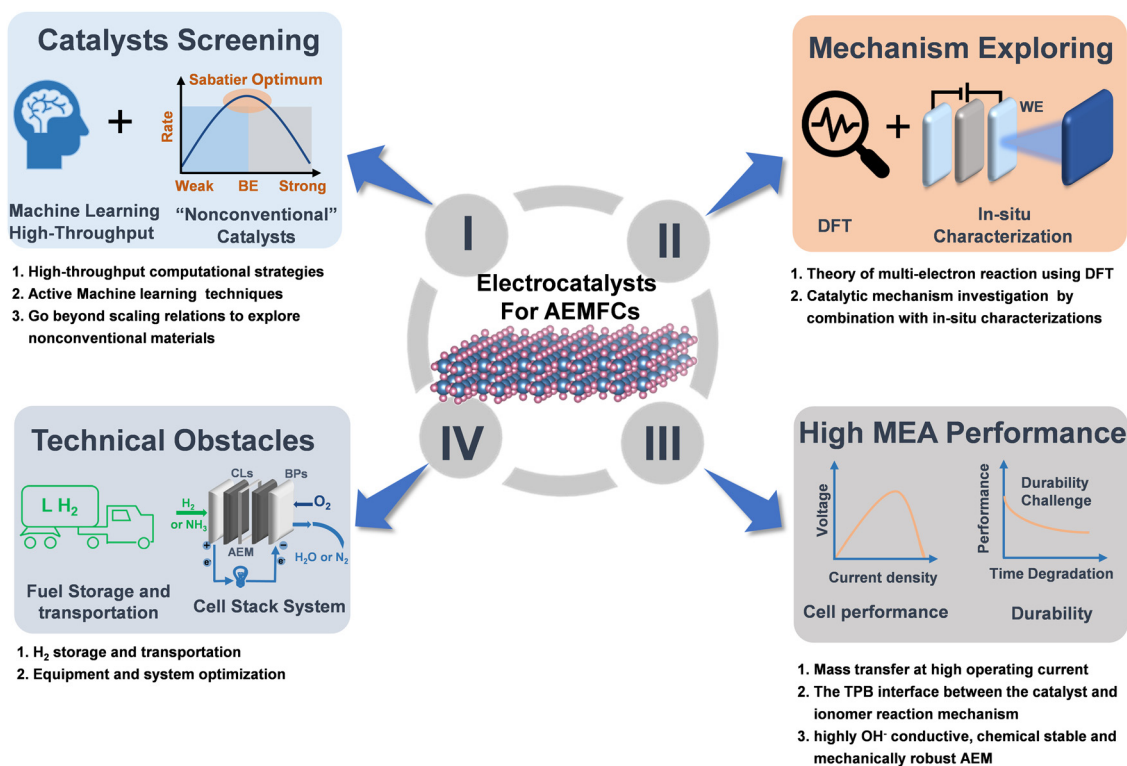 Catalysts Screening
Sabatier Optimum
+
Rate
Weak BE Strong
Machine Learning
High-Throughput
“Nonconventional”
Catalysts
1. High-throughput computational strategies
2. Active Machine learning techniques
3. Go beyond scaling relations to explore
nonconventional materials
Mechanism Exploring
WE
+
DFT
In-situ
Characterization
1. Theory of multi-electron reaction using DFT
2. Catalytic mechanism investigation by
combination with in-situ characterizations
I
II
Electrocatalysts
For AEMFCs
IV
III
Technical Obstacles
CLs BPs
L H₂
H₂
or NH₃
O₂
AEM
+
−
e⁻
e⁻
H₂O or N₂
Fuel Storage and
transportation
Cell Stack System
1. H₂ storage and transportation
2. Equipment and system optimization
High MEA Performance
Voltage
Current density
Cell performance
Performance
Durability
Challenge
Time Degradation
Durability
1. Mass transfer at high operating current
2. The TPB interface between the catalyst and
ionomer reaction mechanism
3. highly OH⁻ conductive, chemical stable and
mechanically robust AEM